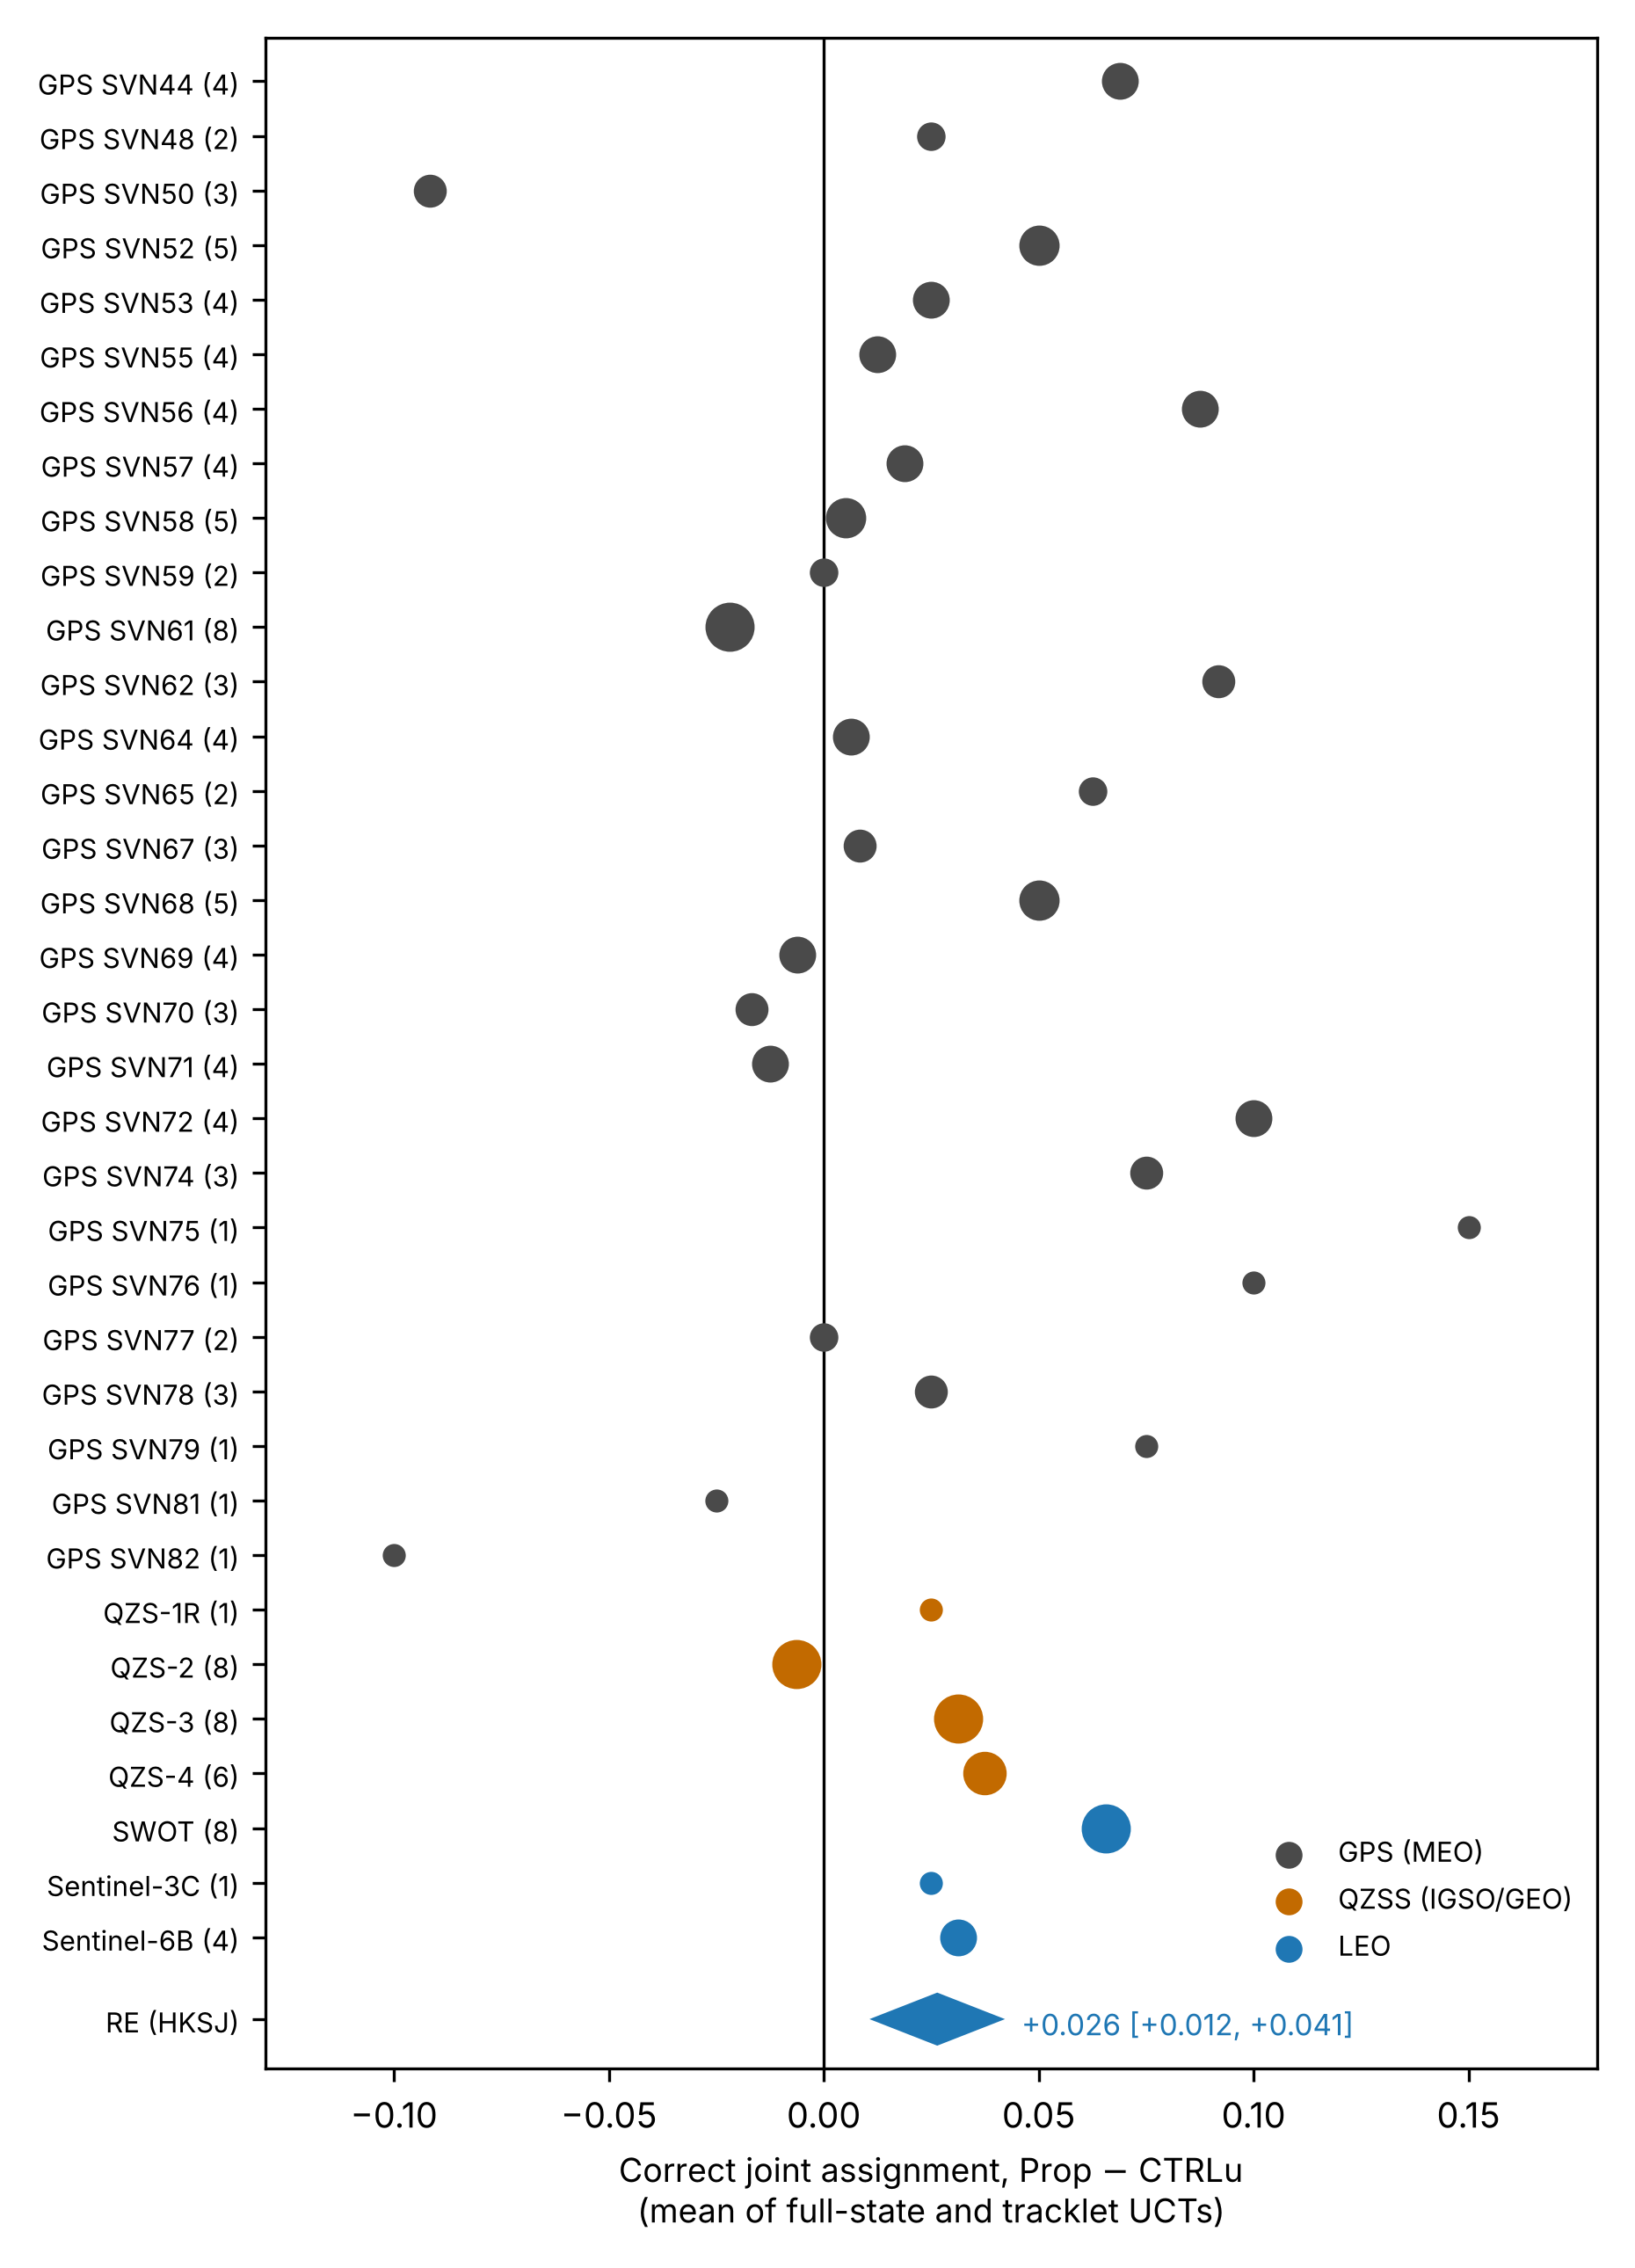 GPS SVN44 (4)
GPS SVN48 (2)
GPS SVN50 (3)
GPS SVN52 (5)
GPS SVN53 (4)
GPS SVN55 (4)
GPS SVN56 (4)
GPS SVN57 (4)
GPS SVN58 (5)
GPS SVN59 (2)
GPS SVN61 (8)
GPS SVN62 (3)
GPS SVN64 (4)
GPS SVN65 (2)
GPS SVN67 (3)
GPS SVN68 (5)
GPS SVN69 (4)
GPS SVN70 (3)
GPS SVN71 (4)
GPS SVN72 (4)
GPS SVN74 (3)
GPS SVN75 (1)
GPS SVN76 (1)
GPS SVN77 (2)
GPS SVN78 (3)
GPS SVN79 (1)
GPS SVN81 (1)
GPS SVN82 (1)
QZS-1R (1)
QZS-2 (8)
QZS-3 (8)
QZS-4 (6)
SWOT (8)
Sentinel-3C (1)
Sentinel-6B (4)
RE (HKSJ)
GPS (MEO)
QZSS (IGSO/GEO)
LEO
+0.026 [+0.012, +0.041]
−0.10 −0.05 0.00 0.05 0.10 0.15
Correct joint assignment, Prop − CTRLu
(mean of full-state and tracklet UCTs)